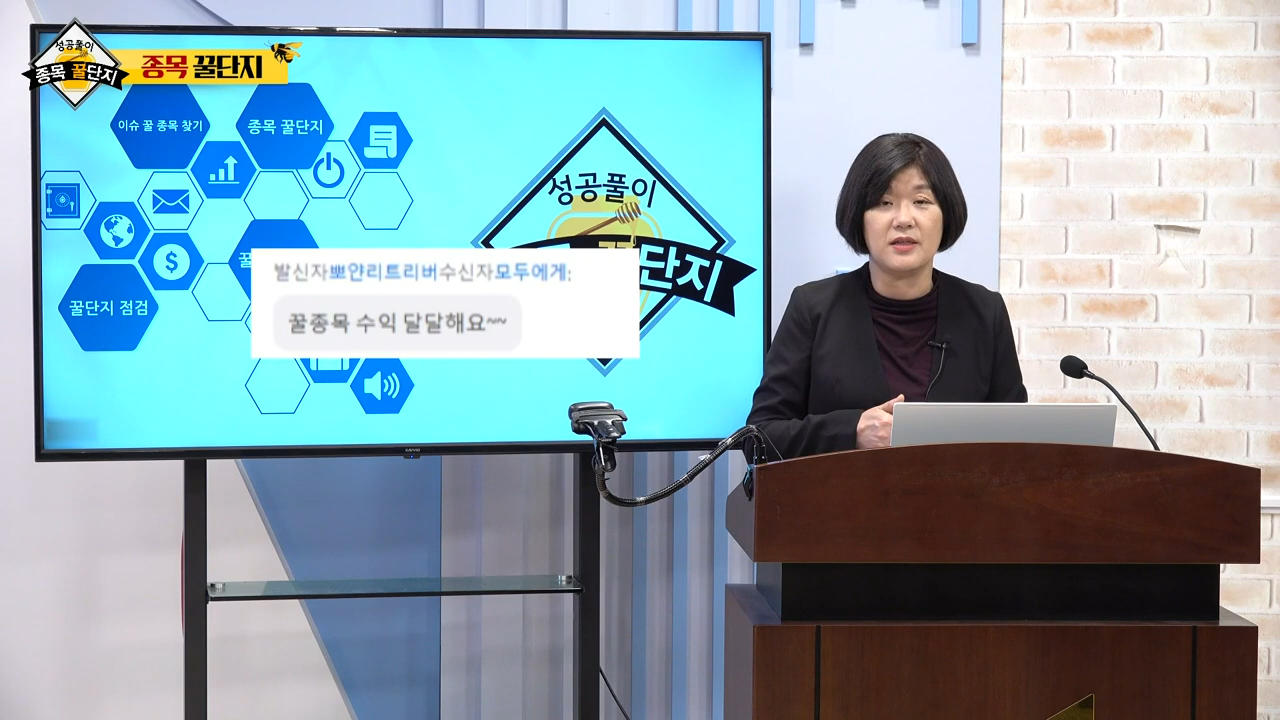 성공풀이
종목 꿀단지
종목 꿀단지
이슈 꿀 종목 찾기
종목 꿀단지
성공풀이
단지
꿀단지 점검
발신자뽀얀리트리버수신자모두에게:
꿀종목 수익 달달해요~~